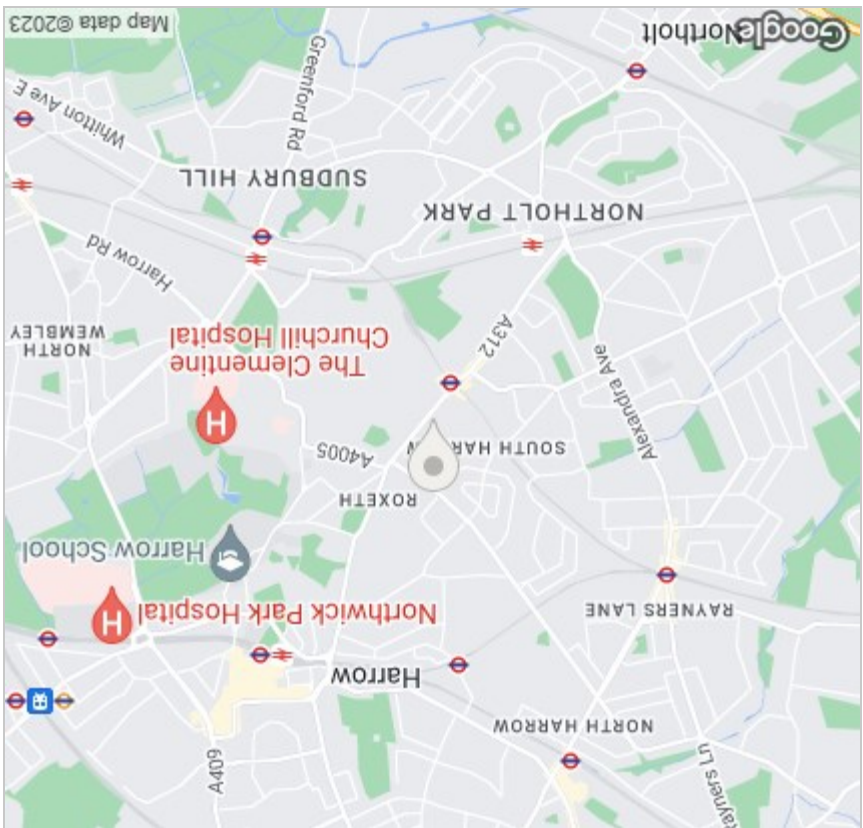 Rayners Ln
NORTH HARROW
A409
Harrow
RAYNERS LANE
Northwick Park Hospital
Harrow School
ROXETH
A4005
SOUTH HARROW
Alexandra Ave
The Clementine
Churchill Hospital
NORTH
WEMBLEY
A312
Harrow Rd
NORTHOLT PARK
SUDBURY HILL
Whitton Ave E
Greenford Rd
Northolt
Google
Map data ©2023